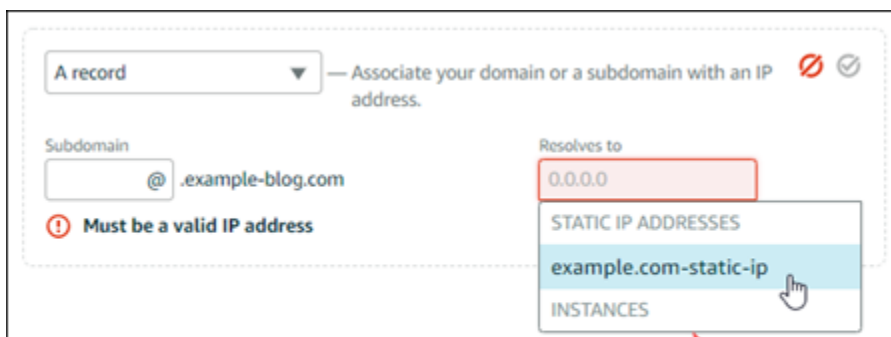 A record
— Associate your domain or a subdomain with an IP
address.
Subdomain
Resolves to
@ .example-blog.com
0.0.0.0
Must be a valid IP address
STATIC IP ADDRESSES
example.com-static-ip
INSTANCES